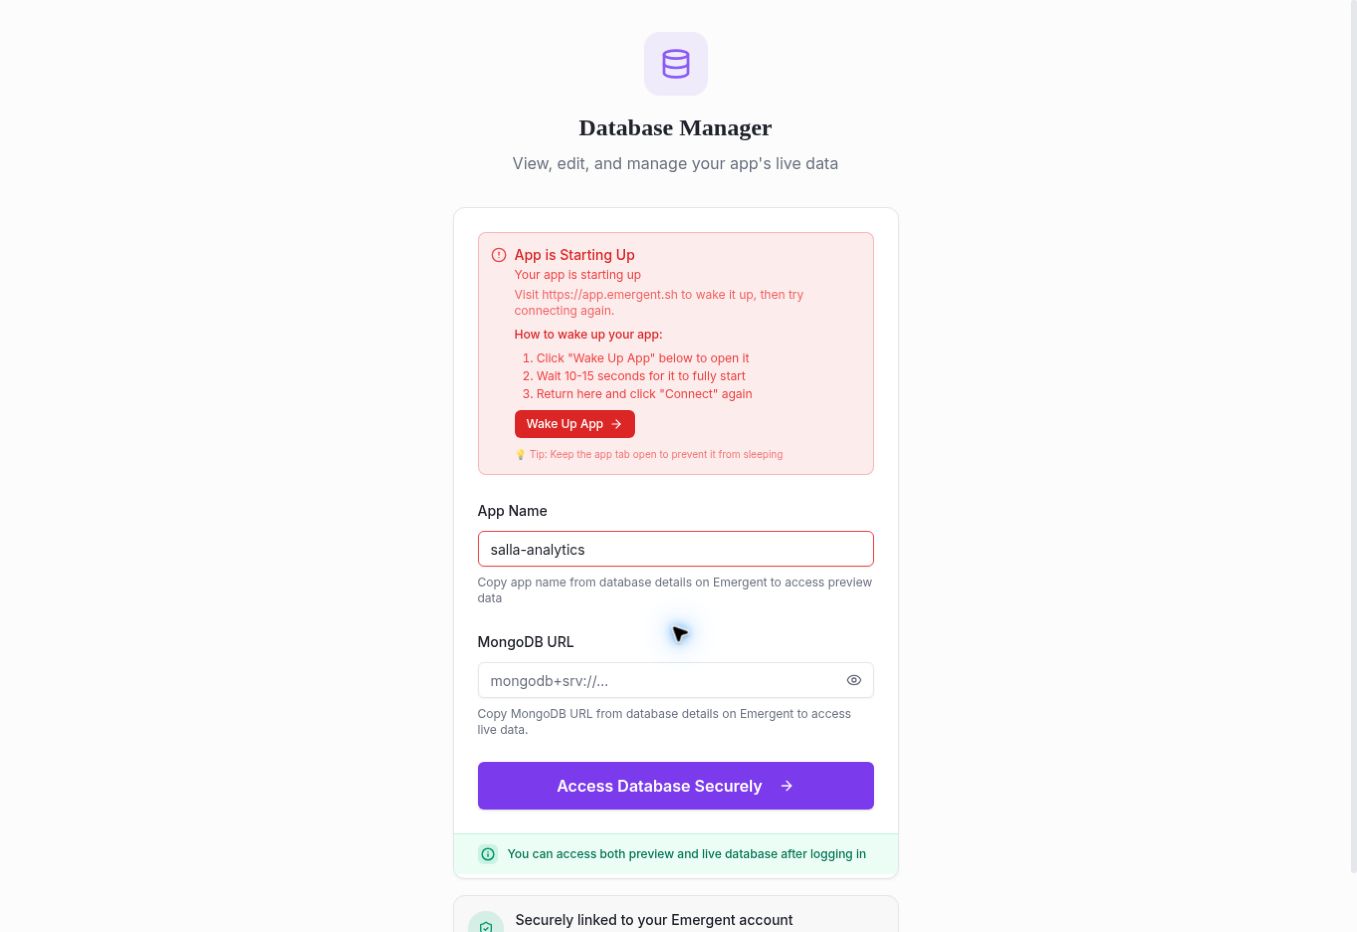 Database Manager
View, edit, and manage your app's live data
App is Starting Up
Your app is starting up
Visit https://app.emergent.sh to wake it up, then try
connecting again.
How to wake up your app:
1. Click "Wake Up App" below to open it
2. Wait 10-15 seconds for it to fully start
3. Return here and click "Connect" again
Wake Up App →
💡 Tip: Keep the app tab open to prevent it from sleeping
App Name
salla-analytics
Copy app name from database details on Emergent to access preview
data
MongoDB URL
mongodb+srv://...
Copy MongoDB URL from database details on Emergent to access
live data.
Access Database Securely →
You can access both preview and live database after logging in
Securely linked to your Emergent account